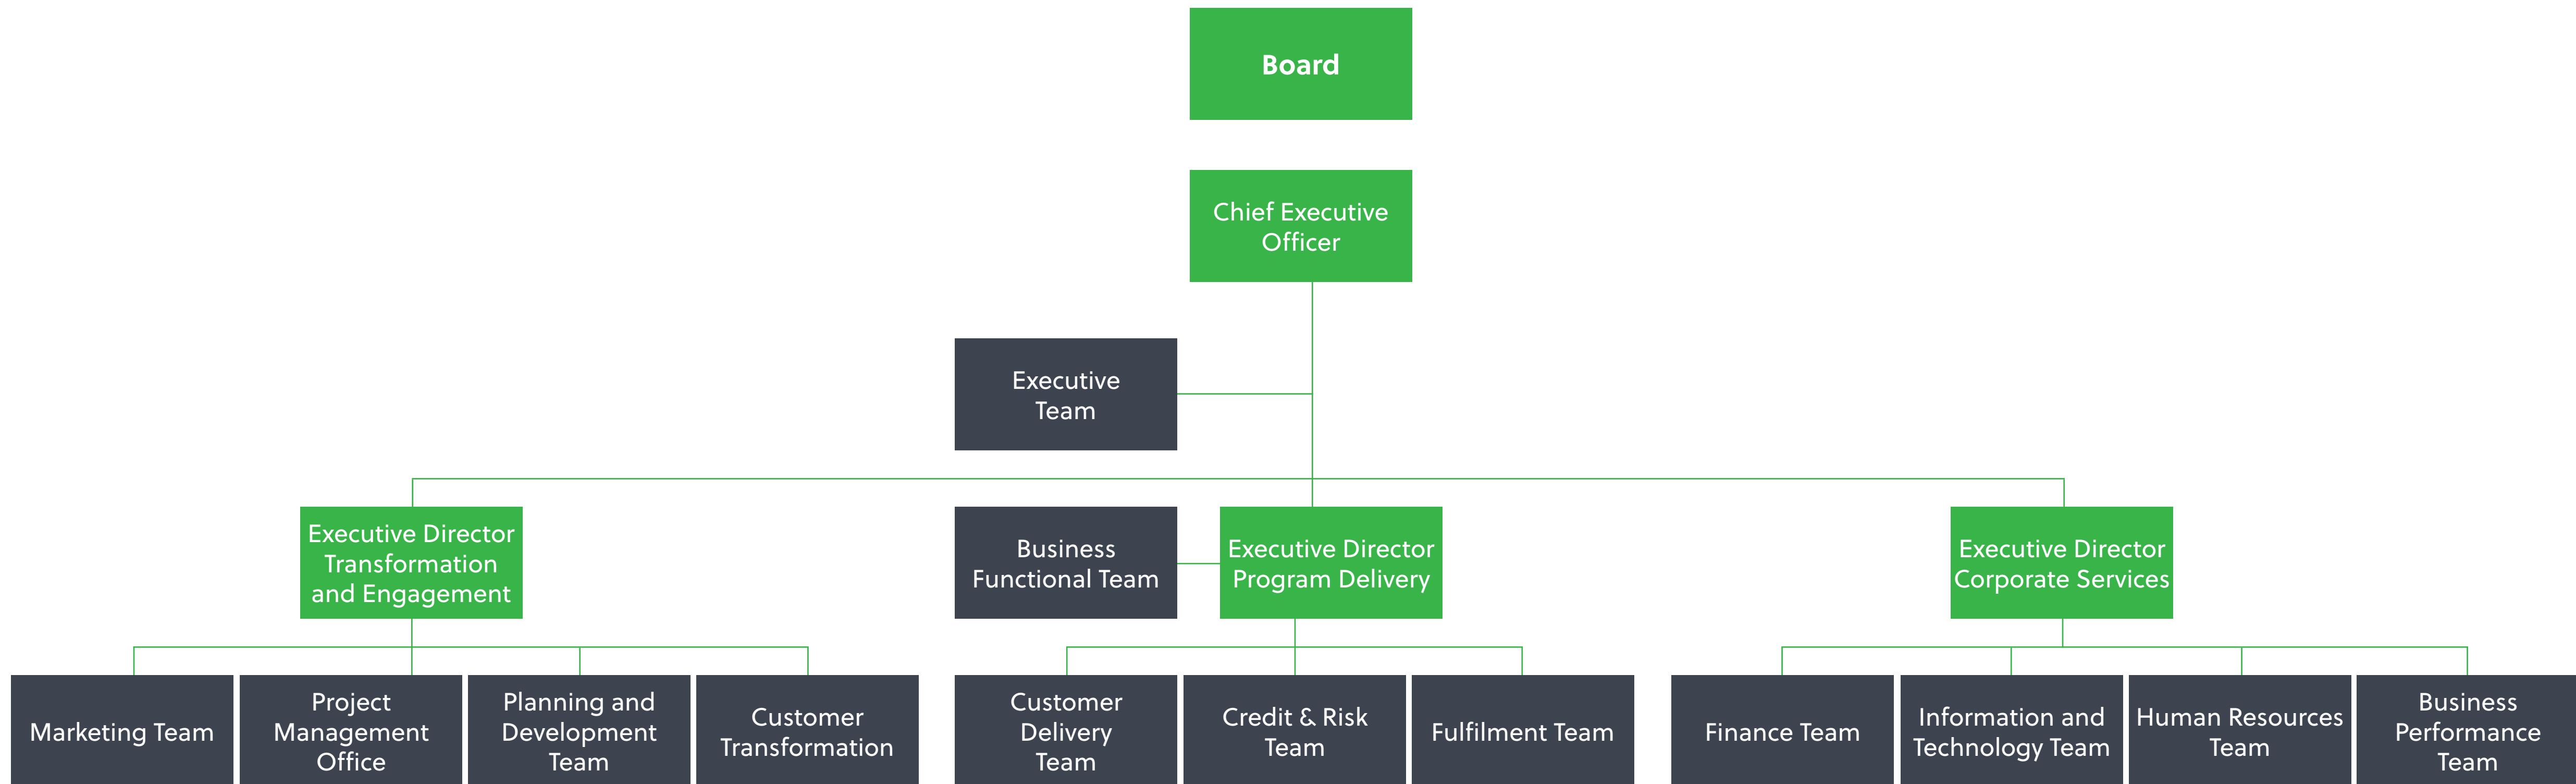 Board
Chief Executive
Officer
Executive
Team
Executive Director
Transformation
and Engagement
Business
Functional Team
Executive Director
Program Delivery
Executive Director
Corporate Services
Marketing Team
Project
Management
Office
Planning and
Development
Team
Customer
Transformation
Customer
Delivery
Team
Credit & Risk
Team
Fulfilment Team
Finance Team
Information and
Technology Team
Human Resources
Team
Business
Performance
Team